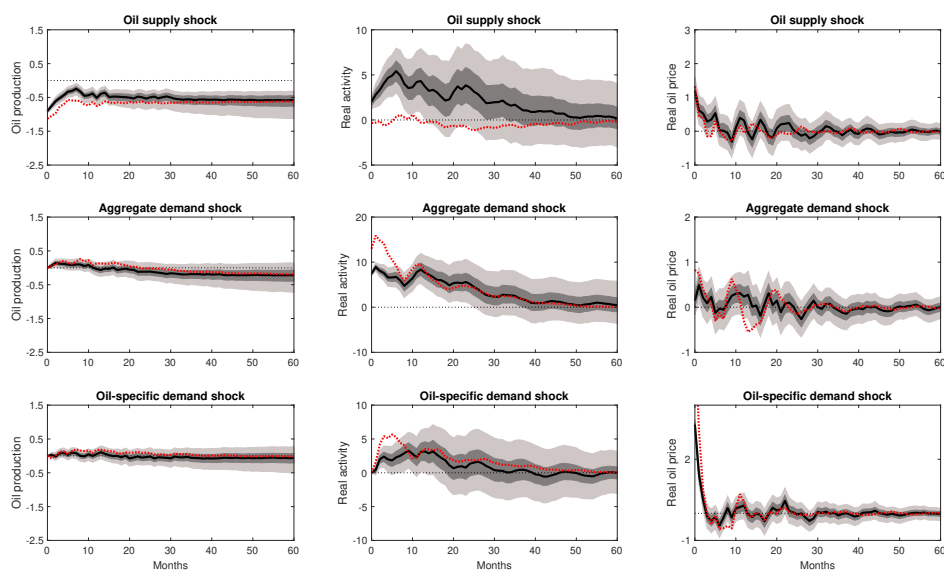 Oil supply shock
Oil production
1.5
0.5
-0.5
-1.5
-2.5
0 10 20 30 40 50 60
Oil supply shock
Real activity
10
5
0
-5
0 10 20 30 40 50 60
Oil supply shock
Real oil price
3
2
1
0
-1
0 10 20 30 40 50 60
Aggregate demand shock
Oil production
1.5
0.5
-0.5
-1.5
-2.5
0 10 20 30 40 50 60
Aggregate demand shock
Real activity
20
10
0
-10
0 10 20 30 40 50 60
Aggregate demand shock
Real oil price
2
1
0
-1
0 10 20 30 40 50 60
Oil-specific demand shock
Oil production
1.5
0.5
-0.5
-1.5
-2.5
0 10 20 30 40 50 60
Months
Oil-specific demand shock
Real activity
10
5
0
-5
-10
0 10 20 30 40 50 60
Months
Oil-specific demand shock
Real oil price
2
-1
0 10 20 30 40 50 60
Months